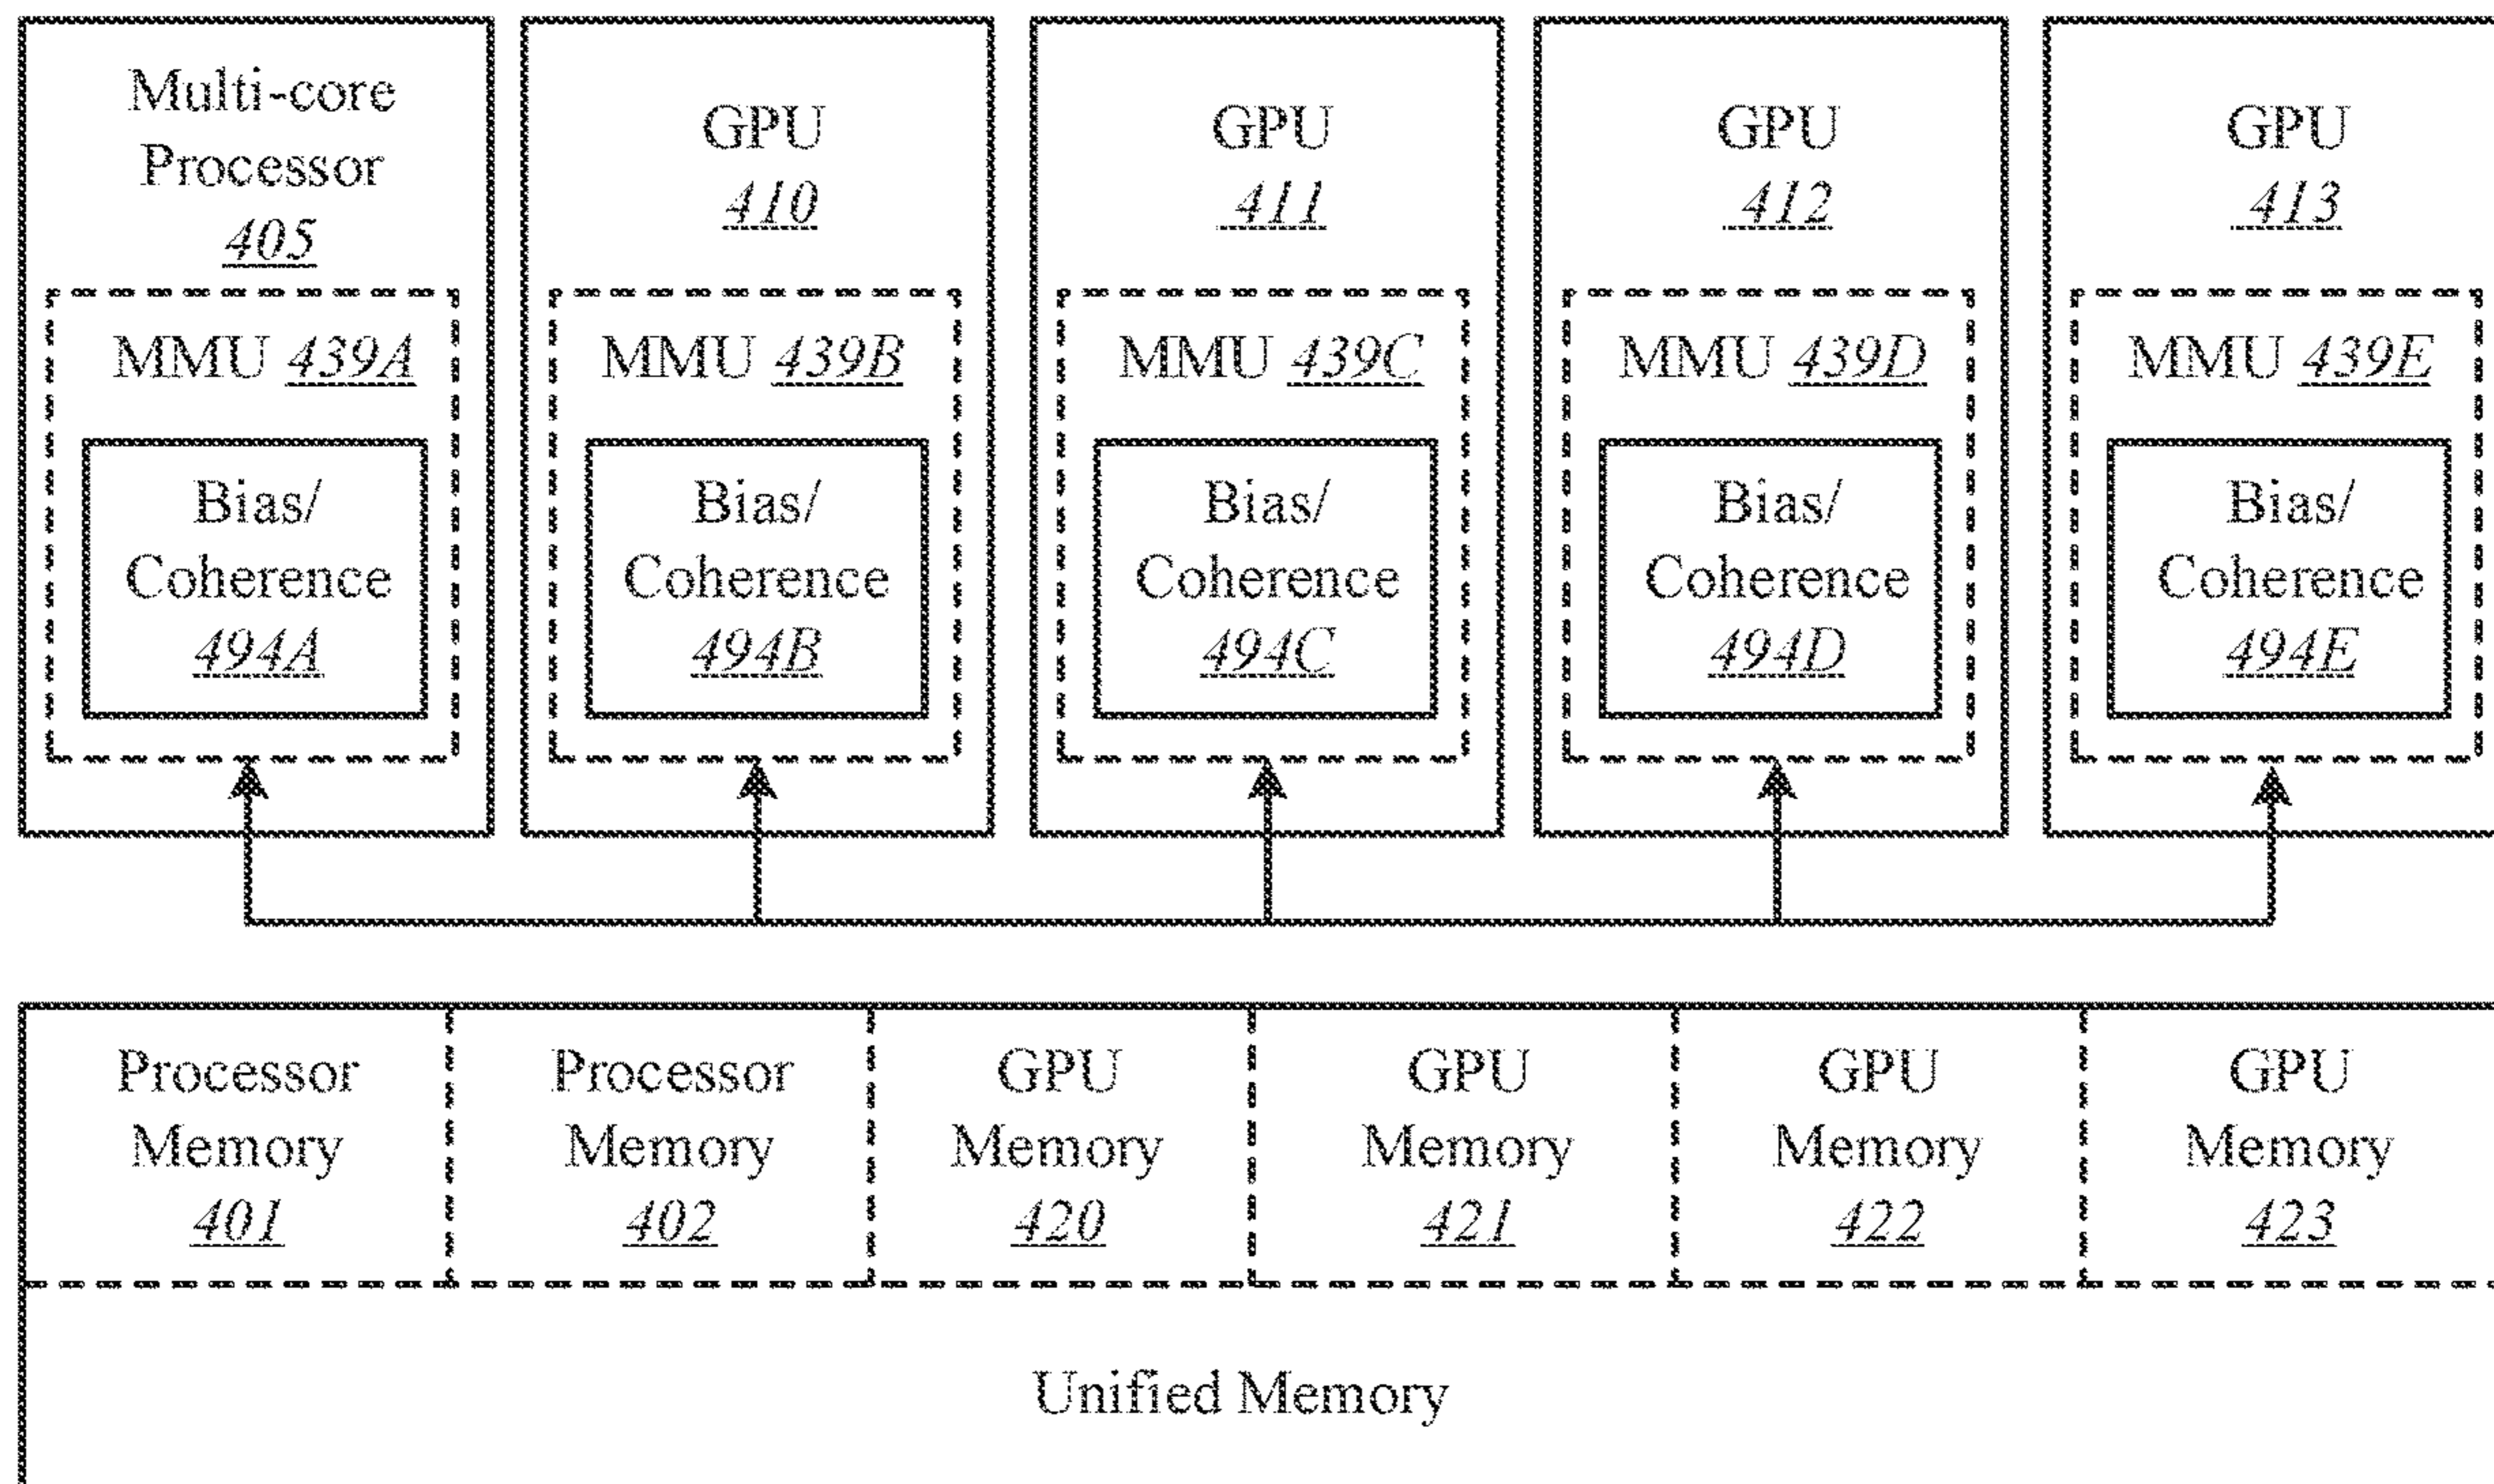 Multi-core
Processor
405
MMU 439A
Bias/
Coherence
494A
GPU
410
MMU 439B
Bias/
Coherence
494B
GPU
411
MMU 439C
Bias/
Coherence
494C
GPU
412
MMU 439D
Bias/
Coherence
494D
GPU
413
MMU 439E
Bias/
Coherence
494E
Processor
Memory
401
Processor
Memory
402
GPU
Memory
420
GPU
Memory
421
GPU
Memory
422
GPU
Memory
423
Unified Memory